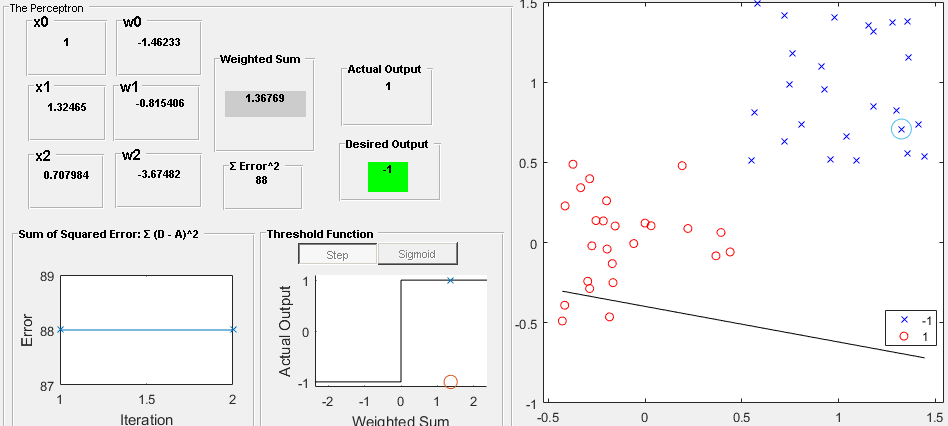 The Perceptron
x0
1
w0
-1.46233
x1
1.32465
w1
-0.815406
x2
0.707984
w2
-3.67482
Weighted Sum
1.36769
Σ Error^2
88
Actual Output
1
Desired Output
-1
Sum of Squared Error: Σ (D - A)^2
89
88
87
Error
1
1.5
2
Iteration
Threshold Function
Step
Sigmoid
1
0
-1
Actual Output
-2
-1
0
1
2
Weighted Sum
1.5
1
0.5
0
-0.5
-1
-0.5
0
0.5
1
1.5
-1
1